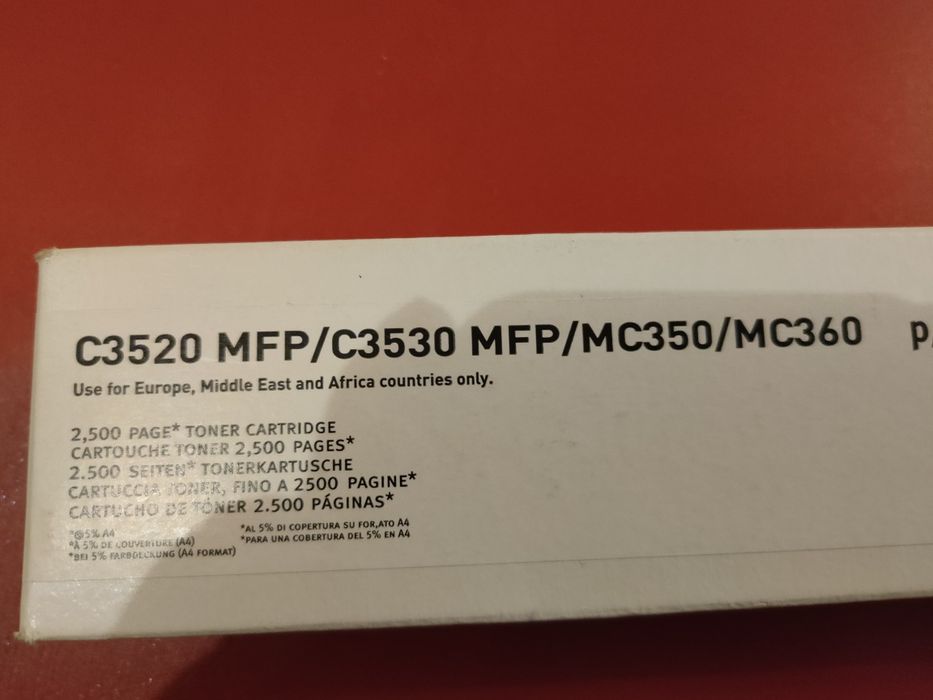 C3520 MFP/C3530 MFP/MC350/MC360 p
Use for Europe, Middle East and Africa countries only.
2,500 PAGE* TONER CARTRIDGE
CARTOUCHE TONER 2,500 PAGES*
2.500 SEITEN* TONERKARTUSCHE
CARTUCCIA TONER, FINO A 2500 PAGINE*
CARTUCHO DE TÓNER 2.500 PÁGINAS*
*@5% A4
*À 5% DE COUVERTURE (A4)
*BEI 5% FARBDECKUNG (A4 FORMAT)
*AL 5% DI COPERTURA SU FOR,ATO A4
*PARA UNA COBERTURA DEL 5% EN A4